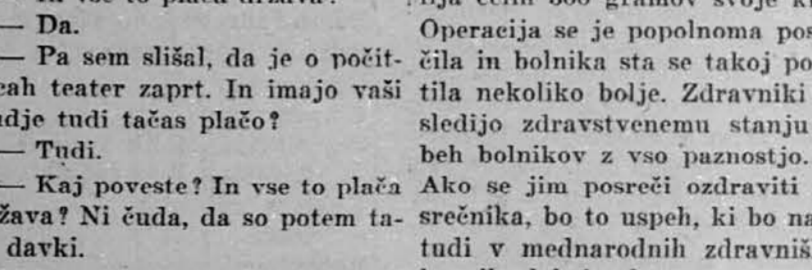 — Da.
— Pa sem slišal, da je o počit-
cah teater zaprt. In imajo vaši
dje tudi tačas plačo?
— Tudi.
— Kaj poveste? In vse to plača
žava? Ni čuda, da so potem ta-
davki.
Operacija se je popolnoma pos
čila in bolnika sta se takoj po
tila nekoliko bolje. Zdravniki
sledijo zdravstvenemu stanju
beh bolnikov z vso paznostjo.
Ako se jim posreči ozdraviti
srečnika, bo to uspeh, ki bo na
tudi v mednarodnih zdravniš